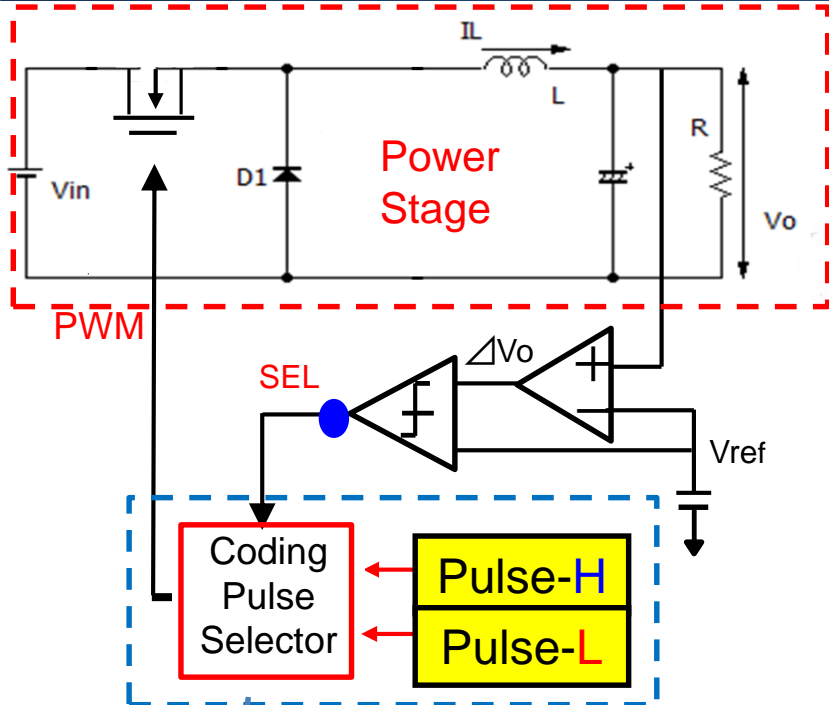 IL
L
Vin
D1
Power
Stage
+
R
Vo
PWM
SEL
⊿Vo
+
−
Vref
Coding
Pulse
Selector
Pulse-H
Pulse-L